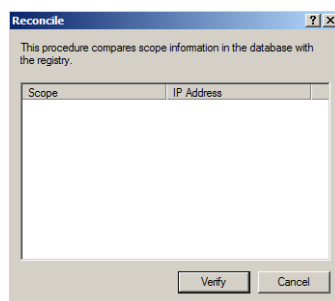 Reconcile
This procedure compares scope information in the database with
the registry.
Scope IP Address
Verify Cancel